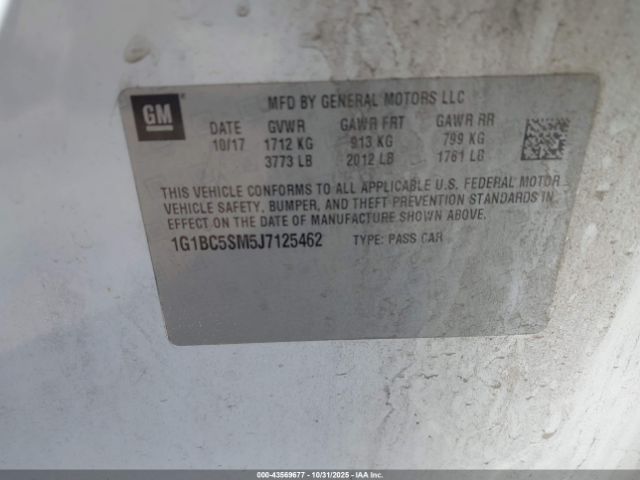 GM
MFD BY GENERAL MOTORS LLC
DATE GVWR GAWR FRT GAWR RR
10/17 1712 KG 913 KG 799 KG
3773 LB 2012 LB 1761 LB
THIS VEHICLE CONFORMS TO ALL APPLICABLE U.S. FEDERAL MOTOR
VEHICLE SAFETY, BUMPER, AND THEFT PREVENTION STANDARDS IN
EFFECT ON THE DATE OF MANUFACTURE SHOWN ABOVE.
1G1BC5SM5J7125462 TYPE: PASS CAR
000-43569677 - 10/31/2025 - IAAI.CA